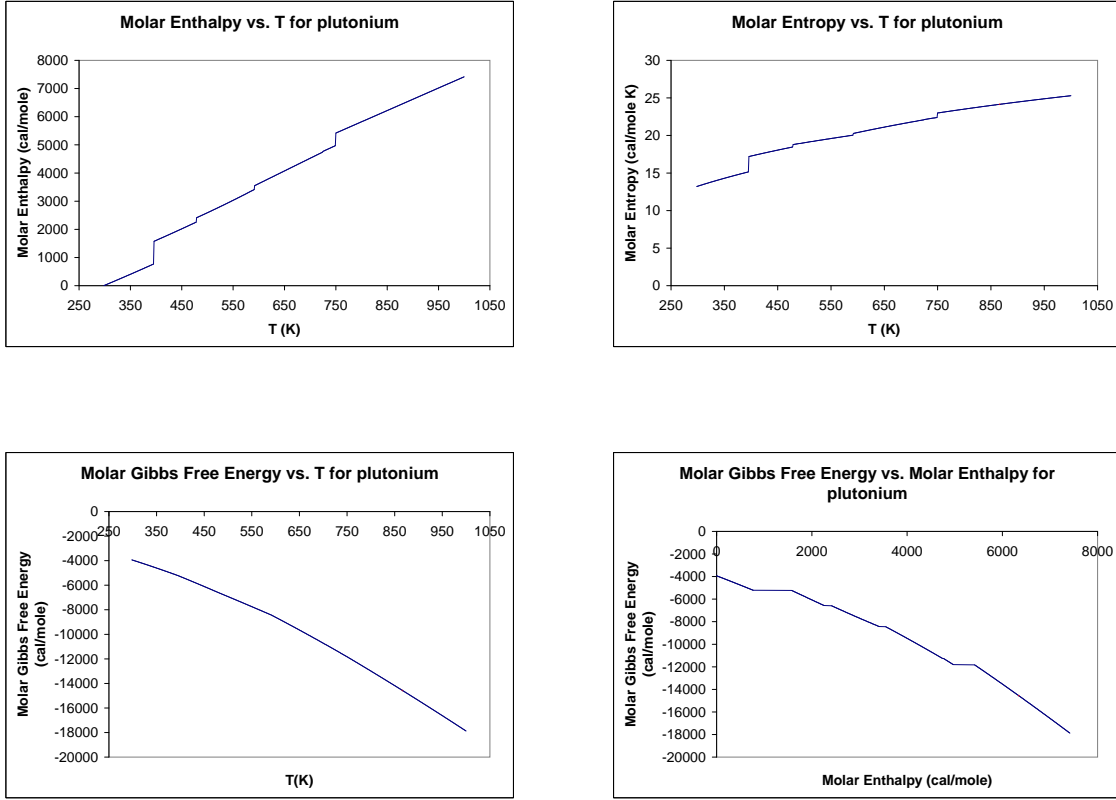 Molar Enthalpy vs. T for plutonium
Molar Enthalpy (cal/mole)
8000
7000
6000
5000
4000
3000
2000
1000
0
250 350 450 550 650 750 850 950 1050
T (K)
Molar Entropy vs. T for plutonium
Molar Entropy (cal/mole K)
30
25
20
15
10
5
0
250 350 450 550 650 750 850 950 1050
T (K)
Molar Gibbs Free Energy vs. T for plutonium
Molar Gibbs Free Energy
(cal/mole)
0
-2000
-4000
-6000
-8000
-10000
-12000
-14000
-16000
-18000
-20000
250 350 450 550 650 750 850 950 1050
T(K)
Molar Gibbs Free Energy vs. Molar Enthalpy for
plutonium
Molar Gibbs Free Energy
(cal/mole)
0
-2000
-4000
-6000
-8000
-10000
-12000
-14000
-16000
-18000
-20000
0 2000 4000 6000 8000
Molar Enthalpy (cal/mole)